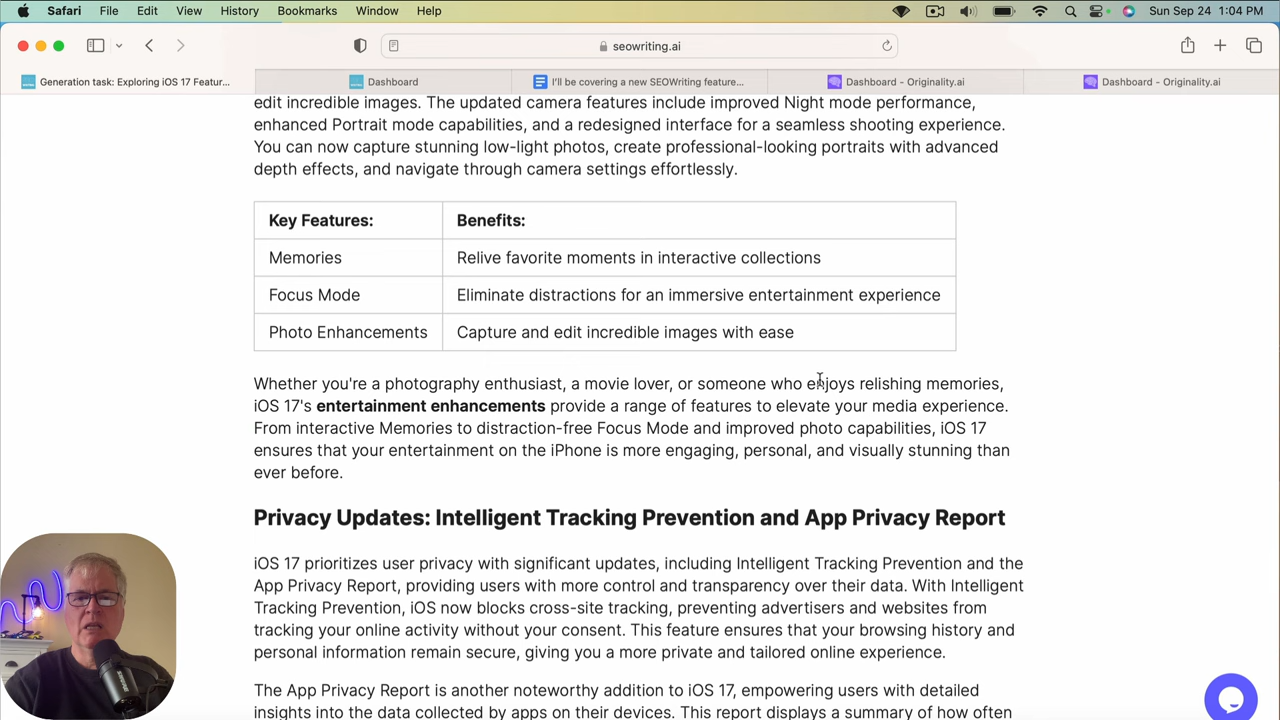 Safari File Edit View History Bookmarks Window Help Sun Sep 24 1:04 PM
seowriting.ai
Generation task: Exploring iOS 17 Featur... Dashboard I'll be covering a new SEOWriting feature... Dashboard - Originality.ai Dashboard - Originality.ai
edit incredible images. The updated camera features include improved Night mode performance,
enhanced Portrait mode capabilities, and a redesigned interface for a seamless shooting experience.
You can now capture stunning low-light photos, create professional-looking portraits with advanced
depth effects, and navigate through camera settings effortlessly.
Key Features: Benefits:
Memories Relive favorite moments in interactive collections
Focus Mode Eliminate distractions for an immersive entertainment experience
Photo Enhancements Capture and edit incredible images with ease
Whether you're a photography enthusiast, a movie lover, or someone who enjoys relishing memories,
iOS 17's entertainment enhancements provide a range of features to elevate your media experience.
From interactive Memories to distraction-free Focus Mode and improved photo capabilities, iOS 17
ensures that your entertainment on the iPhone is more engaging, personal, and visually stunning than
ever before.
Privacy Updates: Intelligent Tracking Prevention and App Privacy Report
iOS 17 prioritizes user privacy with significant updates, including Intelligent Tracking Prevention and the
App Privacy Report, providing users with more control and transparency over their data. With Intelligent
Tracking Prevention, iOS now blocks cross-site tracking, preventing advertisers and websites from
tracking your online activity without your consent. This feature ensures that your browsing history and
personal information remain secure, giving you a more private and tailored online experience.
The App Privacy Report is another noteworthy addition to iOS 17, empowering users with detailed
insights into the data collected by apps on their devices. This report displays a summary of how often